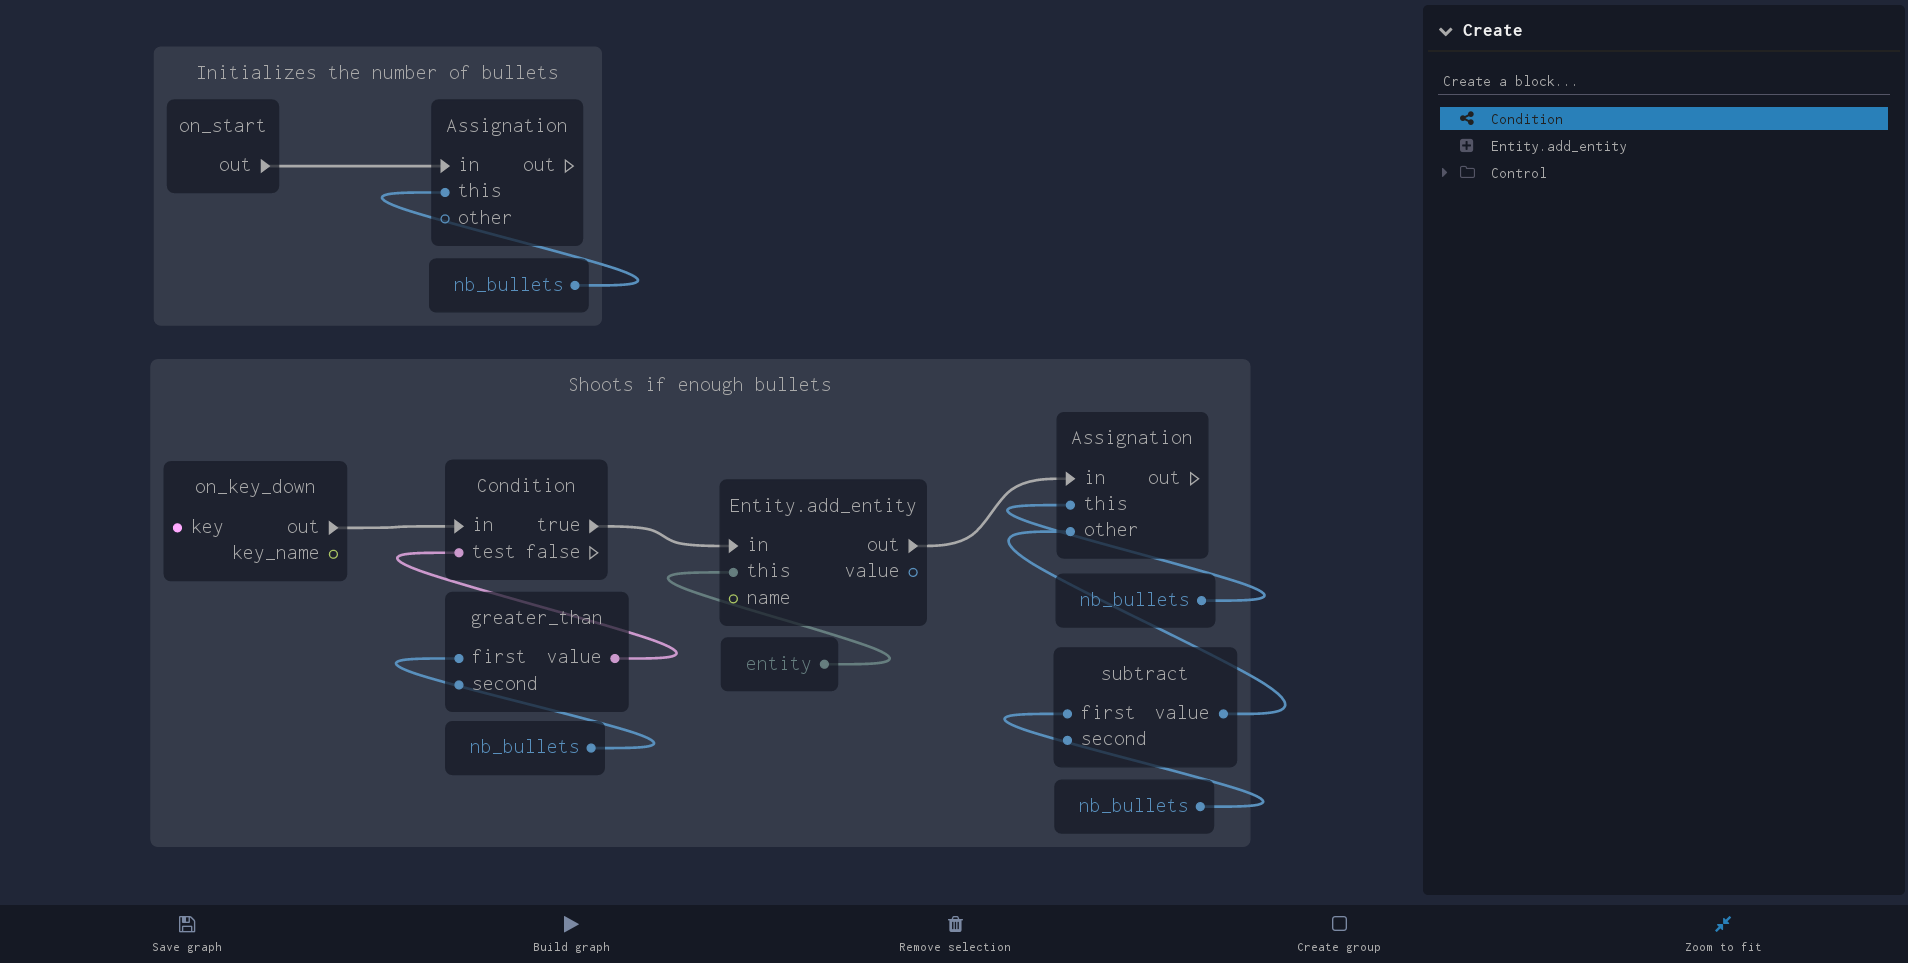 Initializes the number of bullets
on_start
out
Assignation
in out
this
other
nb_bullets
Shoots if enough bullets
on_key_down
key out
key_name
Condition
in true
test false
greater_than
first value
second
nb_bullets
Entity.add_entity
in out
this value
name
entity
Assignation
in out
this
other
nb_bullets
subtract
first value
second
nb_bullets
Create
Create a block...
Condition
Entity.add_entity
Control
Save graph
Build graph
Remove selection
Create group
Zoom to fit